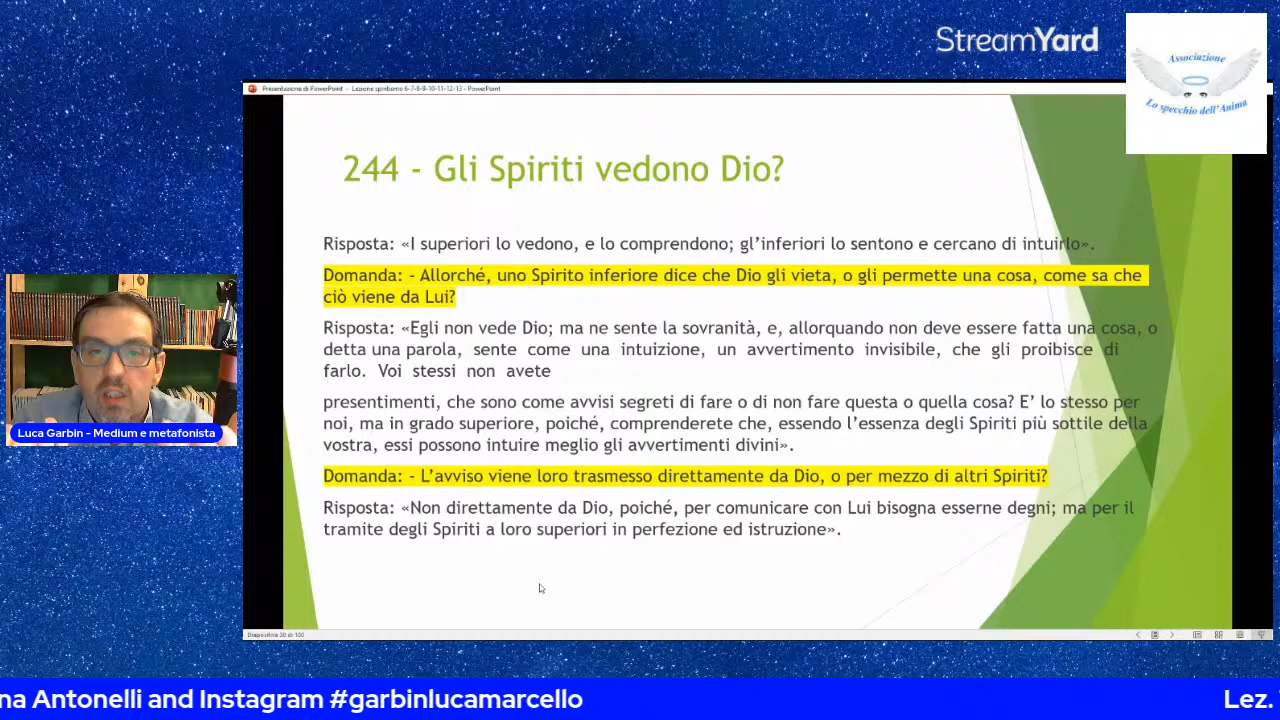 StreamYard
Associazione
Lo specchio dell'Anima
Presentazione di PowerPoint - Lezione spiritismo 6-7-8-9-10-11-12-13 - PowerPoint
244 - Gli Spiriti vedono Dio?
Risposta: «I superiori lo vedono, e lo comprendono; gl'inferiori lo sentono e cercano di intuirlo».
Domanda: - Allorché, uno Spirito inferiore dice che Dio gli vieta, o gli permette una cosa, come sa che
ciò viene da Lui?
Risposta: «Egli non vede Dio; ma ne sente la sovranità, e, allorquando non deve essere fatta una cosa, o
detta una parola, sente come una intuizione, un avvertimento invisibile, che gli proibisce di
farlo. Voi stessi non avete
presentimenti, che sono come avvisi segreti di fare o di non fare questa o quella cosa? E' lo stesso per
noi, ma in grado superiore, poiché, comprenderete che, essendo l'essenza degli Spiriti più sottile della
vostra, essi possono intuire meglio gli avvertimenti divini».
Domanda: - L'avviso viene loro trasmesso direttamente da Dio, o per mezzo di altri Spiriti?
Risposta: «Non direttamente da Dio, poiché, per comunicare con Lui bisogna esserne degni; ma per il
tramite degli Spiriti a loro superiori in perfezione ed istruzione».
Luca Garbin - Medium e metafonista
Diapositiva 30 di 100
na Antonelli and Instagram #garbinlucamarcello
Lez.